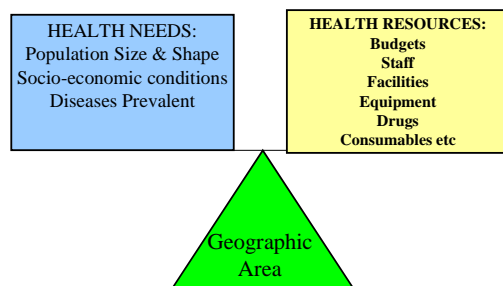 HEALTH NEEDS:
Population Size & Shape
Socio-economic conditions
Diseases Prevalent
HEALTH RESOURCES:
Budgets
Staff
Facilities
Equipment
Drugs
Consumables etc
Geographic
Area